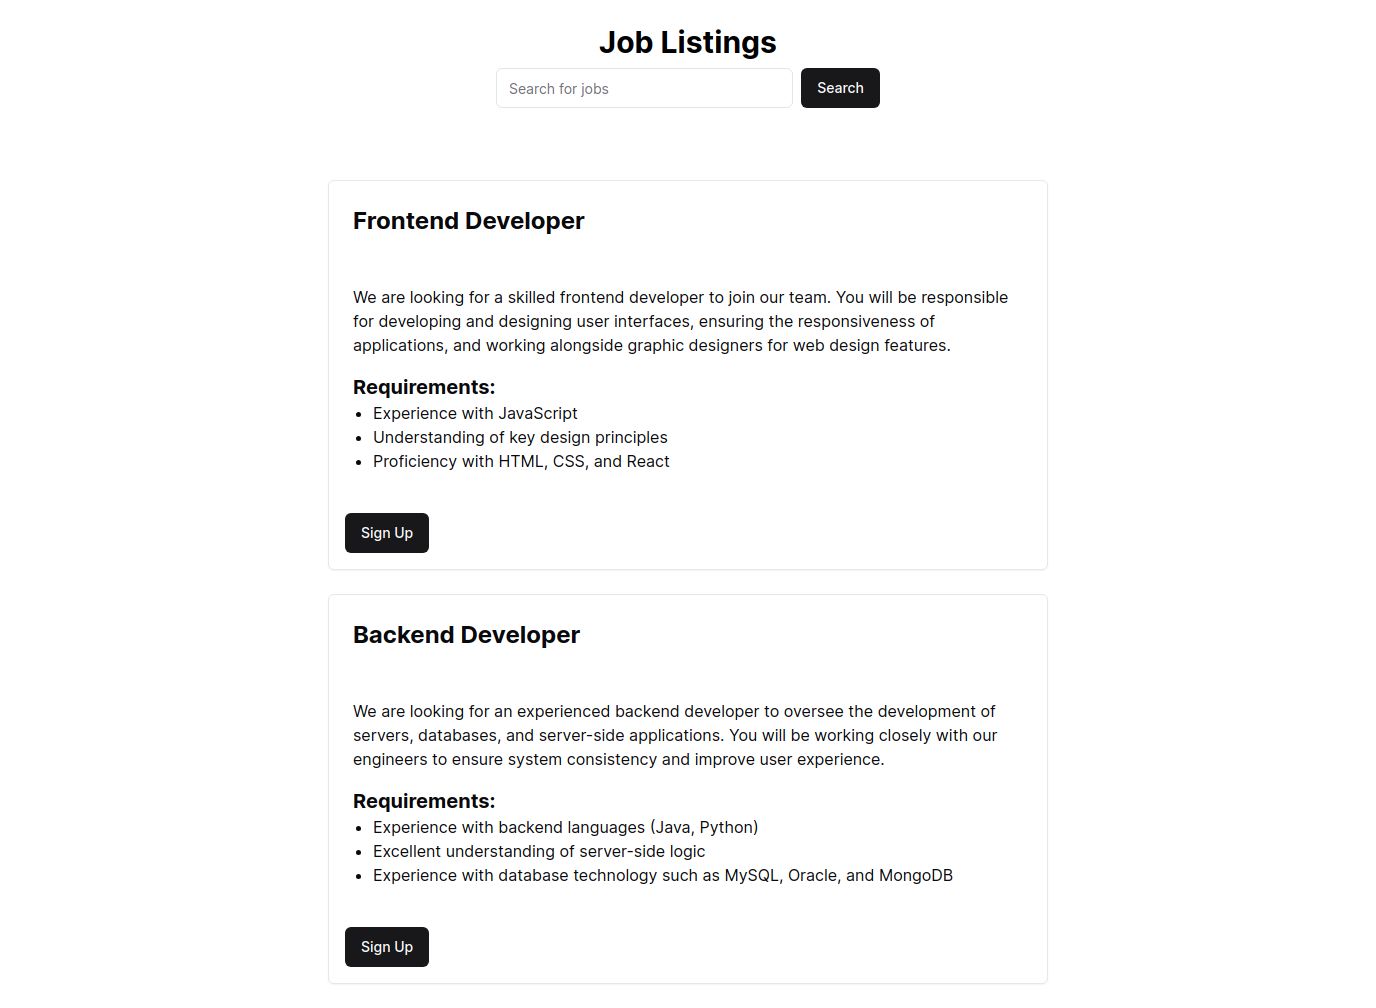 Job Listings
Search for jobs
Search
Frontend Developer
We are looking for a skilled frontend developer to join our team. You will be responsible
for developing and designing user interfaces, ensuring the responsiveness of
applications, and working alongside graphic designers for web design features.
Requirements:
Experience with JavaScript
Understanding of key design principles
Proficiency with HTML, CSS, and React
Sign Up
Backend Developer
We are looking for an experienced backend developer to oversee the development of
servers, databases, and server-side applications. You will be working closely with our
engineers to ensure system consistency and improve user experience.
Requirements:
Experience with backend languages (Java, Python)
Excellent understanding of server-side logic
Experience with database technology such as MySQL, Oracle, and MongoDB
Sign Up